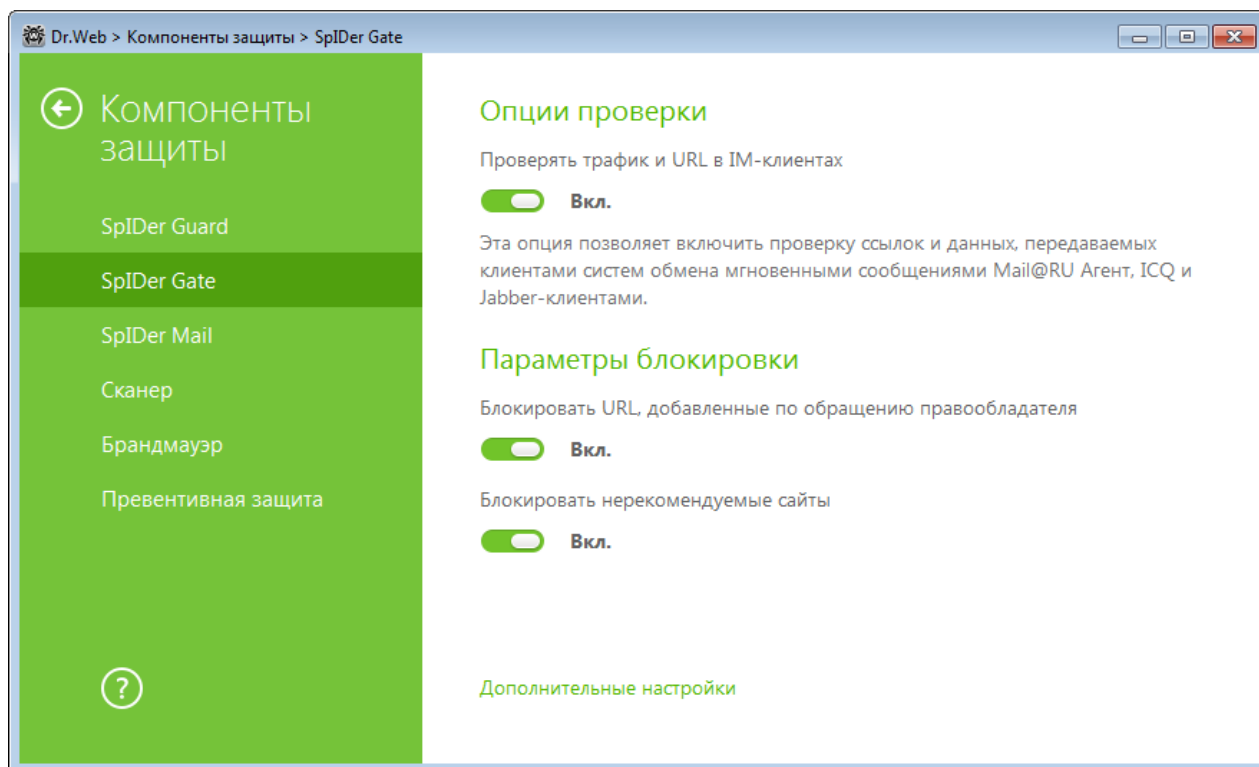 Dr.Web > Компоненты защиты > SpIDer Gate
Компоненты
защиты
SpIDer Guard
SpIDer Gate
SpIDer Mail
Сканер
Брандмауэр
Превентивная защита
?
Опции проверки
Проверять трафик и URL в IM-клиентах
Вкл.
Эта опция позволяет включить проверку ссылок и данных, передаваемых
клиентами систем обмена мгновенными сообщениями Mail@RU Агент, ICQ и
Jabber-клиентами.
Параметры блокировки
Блокировать URL, добавленные по обращению правообладателя
Вкл.
Блокировать нерекомендуемые сайты
Вкл.
Дополнительные настройки